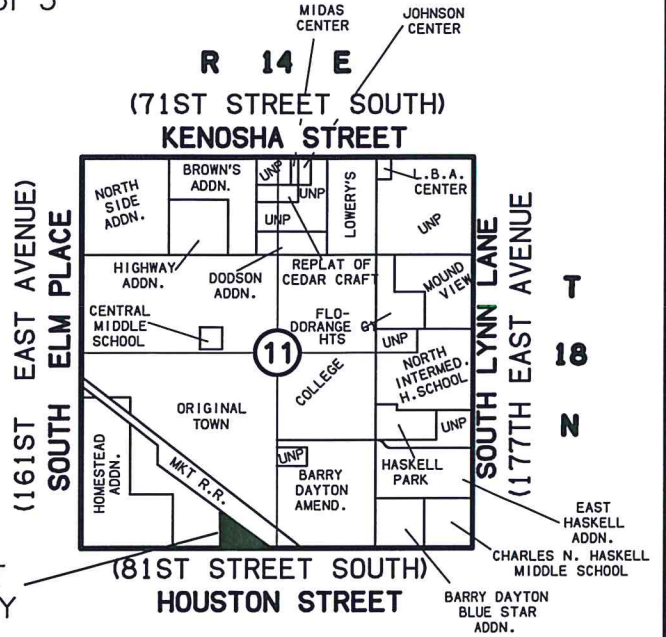 MIDAS
CENTER
JOHNSON
CENTER
R 14 E
(71ST STREET SOUTH)
KENOSHA STREET
(161ST EAST AVENUE)
SOUTH ELM PLACE
NORTH
SIDE
ADDN.
BROWN'S
ADDN.
UNP
UNP
UNP
LOWERY'S
L.B.A.
CENTER
UNP
HIGHWAY
ADDN.
DODSON
ADDN.
REPLAT OF
CEDAR CRAFT
MOUND
VIEW
CENTRAL
MIDDLE
SCHOOL
FLO-
DORANGE
HTS
UNP
11
COLLEGE
NORTH
INTERMED.
H.SCHOOL
ORIGINAL
TOWN
UNP
HOMESTEAD
ADDN.
MKT R.R.
UNP
BARRY
DAYTON
AMEND.
HASKELL
PARK
SOUTH LYNN LANE
(177TH EAST AVENUE
T
18
N
EAST
HASKELL
ADDN.
CHARLES N. HASKELL
MIDDLE SCHOOL
BARRY DAYTON
BLUE STAR
ADDN.
(81ST STREET SOUTH)
HOUSTON STREET